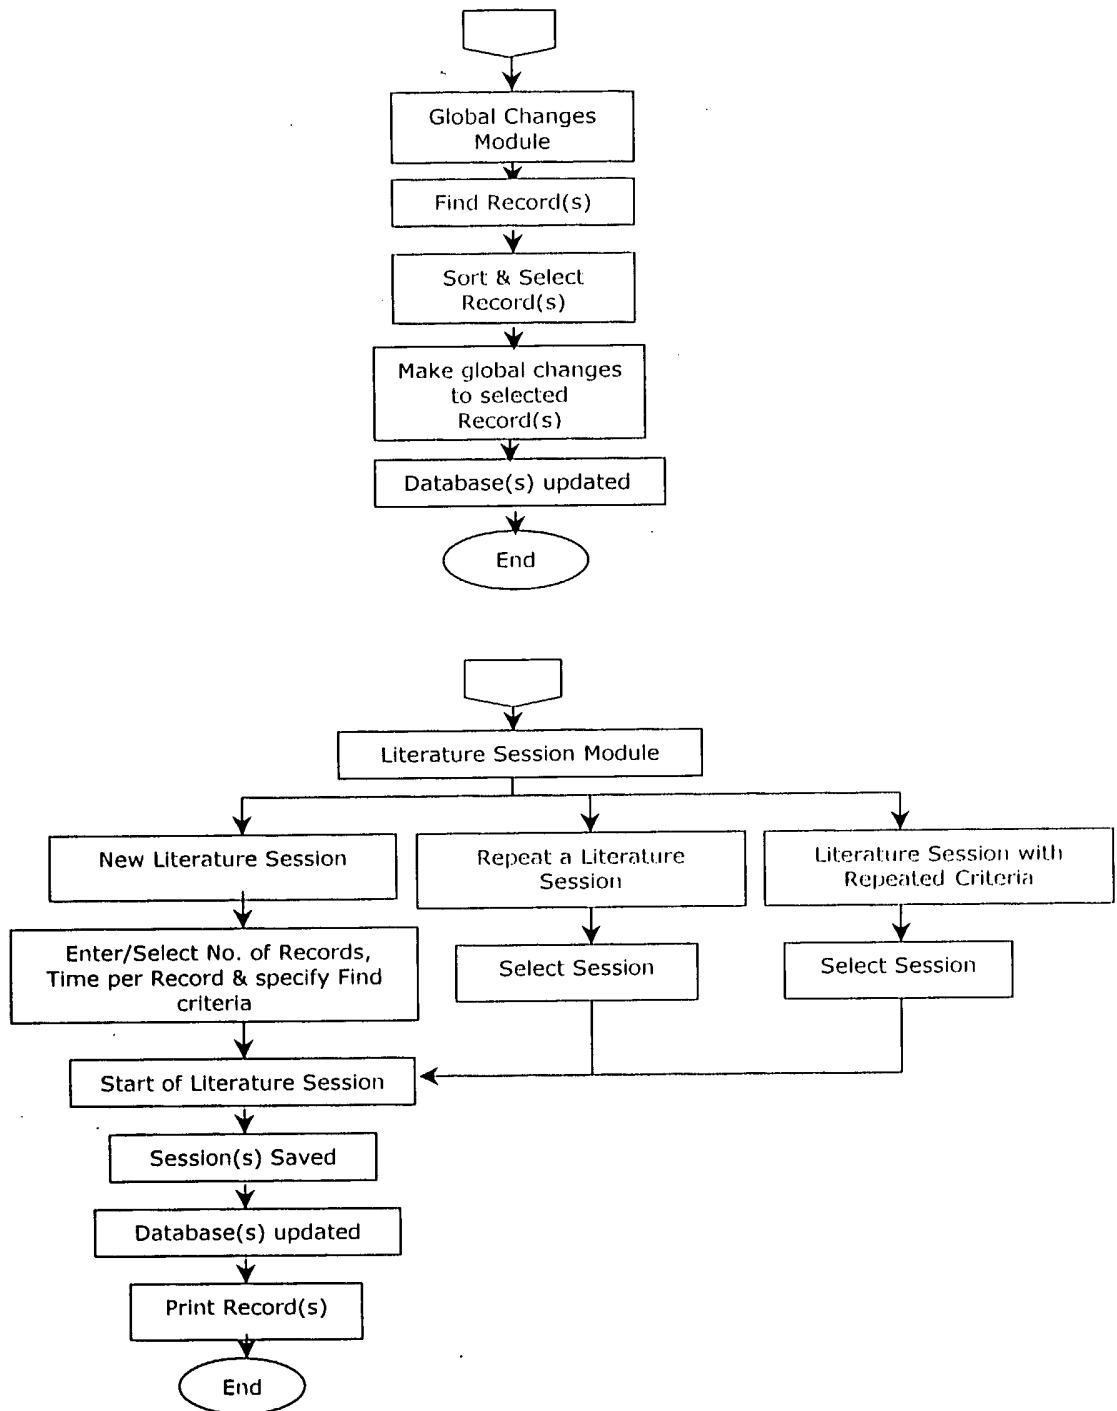 Global Changes
Module
Find Record(s)
Sort & Select
Record(s)
Make global changes
to selected
Record(s)
Database(s) updated
End
Literature Session Module
New Literature Session
Repeat a Literature
Session
Literature Session with
Repeated Criteria
Enter/Select No. of Records,
Time per Record & specify Find
criteria
Select Session
Select Session
Start of Literature Session
Session(s) Saved
Database(s) updated
Print Record(s)
End